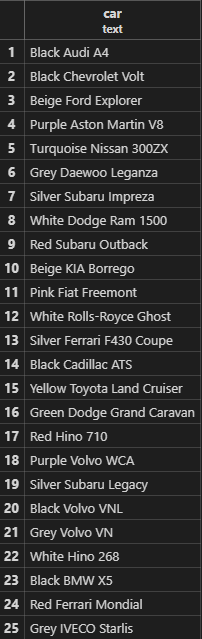 car
text
1 Black Audi A4
2 Black Chevrolet Volt
3 Beige Ford Explorer
4 Purple Aston Martin V8
5 Turquoise Nissan 300ZX
6 Grey Daewoo Leganza
7 Silver Subaru Impreza
8 White Dodge Ram 1500
9 Red Subaru Outback
10 Beige KIA Borrego
11 Pink Fiat Freemont
12 White Rolls-Royce Ghost
13 Silver Ferrari F430 Coupe
14 Black Cadillac ATS
15 Yellow Toyota Land Cruiser
16 Green Dodge Grand Caravan
17 Red Hino 710
18 Purple Volvo WCA
19 Silver Subaru Legacy
20 Black Volvo VNL
21 Grey Volvo VN
22 White Hino 268
23 Black BMW X5
24 Red Ferrari Mondial
25 Grey IVECO Starlis